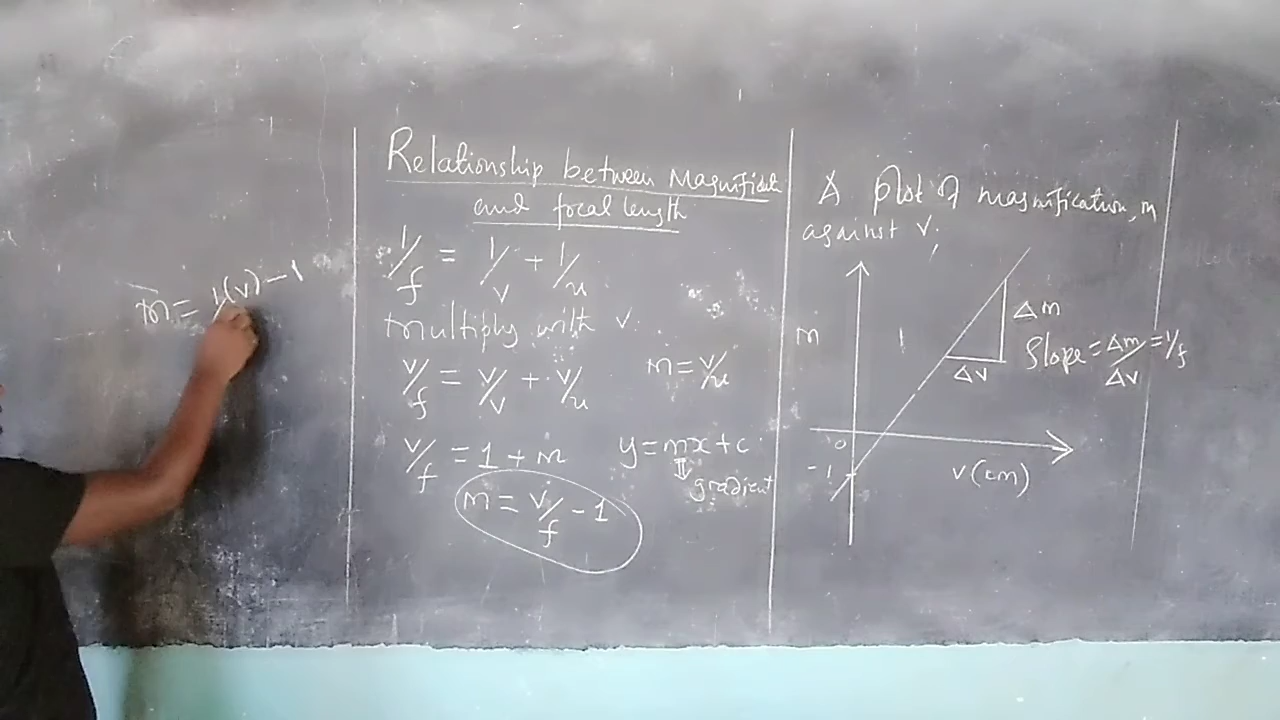 m = 1/(v) - 1
Relationship between Magnificat
and focal length
1/f = 1/v + 1/u
Multiply with v.
v/f = v/v + v/u
m = v/u
v/f = 1 + m
y = mx + c
gradient
m = v/f - 1
A plot of magnification, m
against v,
m
Δm
Δv
Slope = Δm/Δv = 1/f
0
-1
v(cm)